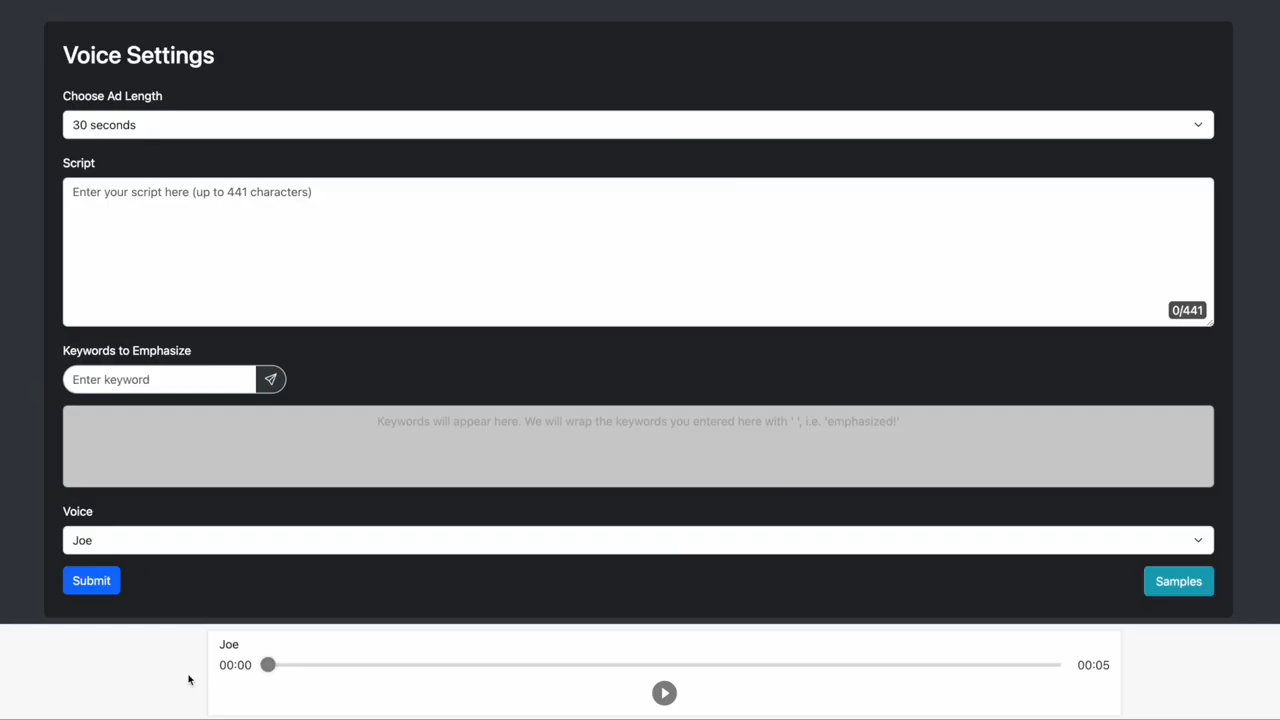 Voice Settings
Choose Ad Length
30 seconds
Script
Enter your script here (up to 441 characters)
0/441
Keywords to Emphasize
Enter keyword
Keywords will appear here. We will wrap the keywords you entered here with ' ', i.e. 'emphasized!'
Voice
Joe
Submit
Samples
Joe
00:00
00:05